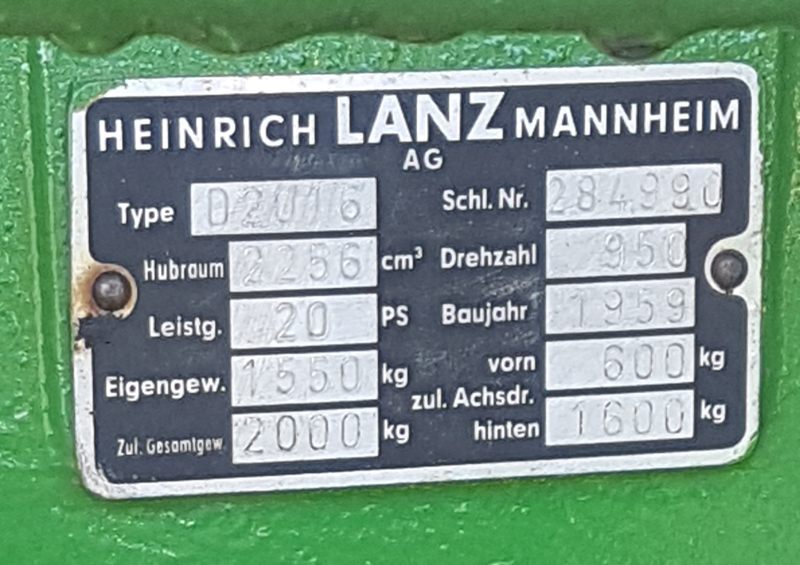 HEINRICH LANZ MANNHEIM
AG
Type D2016 Schl. Nr. 284990
Hubraum 2256 cm³ Drehzahl 950
Leistg. 20 PS Baujahr 1959
Eigengew. 1550 kg vorn 600 kg
zul. Achsdr.
Zul. Gesamtgew. 2000 kg hinten 1600 kg